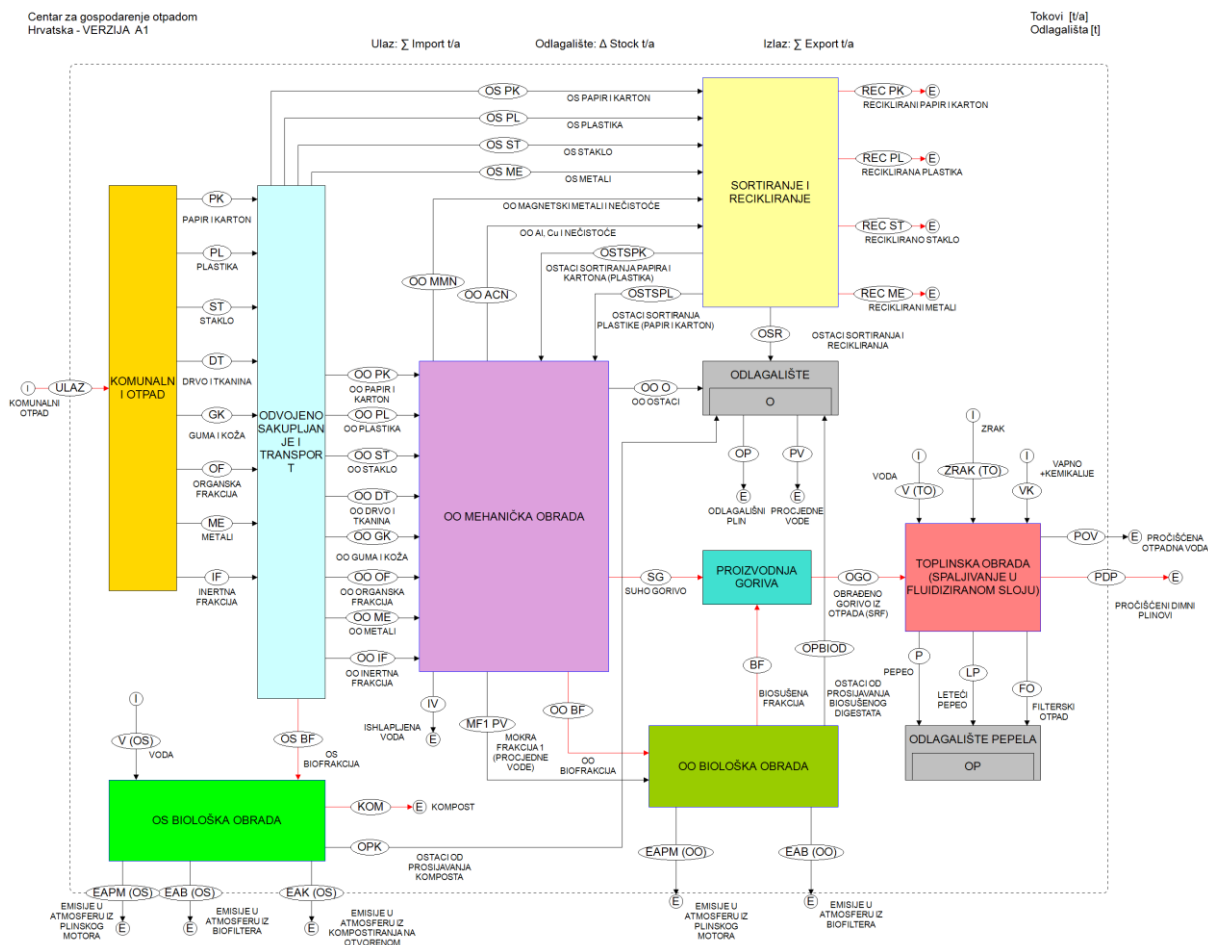 Centar za gospodarenje otpadom
Hrvatska - VERZIJA A1
Tokovi [t/a]
Odlagališta [t]
Ulaz: ∑ Import t/a
Odlagalište: Δ Stock t/a
Izlaz: ∑ Export t/a
OS PK
OS PAPIR I KARTON
OS PL
OS PLASTIKA
OS ST
OS STAKLO
OS ME
OS METALI
OO MAGNETSKI METALI I NEČISTOĆE
OO Al, Cu I NEČISTOĆE
OO MMN
OO ACN
OSTSPK
OSTACI SORTIRANJA PAPIRA I
KARTONA (PLASTIKA)
OSTSPL
OSTACI SORTIRANJA
PLASTIKE (PAPIR I KARTON)
SORTIRANJE I
RECIKLIRANJE
REC PK
E
RECIKLIRANI PAPIR I KARTON
REC PL
E
RECIKLIRANA PLASTIKA
REC ST
E
RECIKLIRANO STAKLO
REC ME
E
RECIKLIRANI METALI
OSR
OSTACI SORTIRANJA I
RECIKLIRANJA
I
ULAZ
KOMUNALNI
OTPAD
KOMUNALN
I OTPAD
PK
PAPIR I KARTON
PL
PLASTIKA
ST
STAKLO
DT
DRVO I TKANINA
GK
GUMA I KOŽA
OF
ORGANSKA
FRAKCIJA
ME
METALI
IF
INERTNA
FRAKCIJA
ODVOJENO
SAKUPLJAN
JE I
TRANSPOR
T
OO PK
OO PAPIR I
KARTON
OO PL
OO PLASTIKA
OO ST
OO STAKLO
OO DT
OO DRVO I
TKANINA
OO GK
OO GUMA I KOŽA
OO OF
OO ORGANSKA
FRAKCIJA
OO ME
OO METALI
OO IF
OO INERTNA
FRAKCIJA
OO MEHANIČKA OBRADA
OO O
OO OSTACI
ODLAGALIŠTE
O
OP
E
ODLAGALIŠNI
PLIN
PV
E
PROCJEDNE
VODE
SG
SUHO GORIVO
PROIZVODNJA
GORIVA
OGO
OBRAĐENO
GORIVO IZ
OTPADA (SRF)
I
VODA
V (TO)
I
ZRAK
ZRAK (TO)
I
VAPNO
+KEMIKALIJE
VK
TOPLINSKA OBRADA
(SPALJIVANJE U
FLUIDIZIRANOM SLOJU)
POV
E
PROČIŠĆENA
OTPADNA VODA
PDP
E
PROČIŠĆENI DIMNI
PLINOVI
P
PEPEO
LP
LETEĆI
PEPEO
FO
FILTERSKI
OTPAD
ODLAGALIŠTE PEPELA
OP
BF
BIOSUŠENA
FRAKCIJA
OPBIOD
OSTACI OD
PROSIJAVANJA
BIOSUŠENOG
DIGESTATA
IV
ISHLAPLJENA
VODA
E
MF1 PV
MOKRA
FRAKCIJA 1
(PROCJEDNE
VODE)
OO BF
OO
BIOFRAKCIJA
OO BIOLOŠKA OBRADA
I
V (OS)
VODA
OS BF
OS
BIOFRAKCIJA
OS BIOLOŠKA OBRADA
KOM
E
KOMPOST
OPK
OSTACI OD
PROSIJAVANJA
KOMPOSTA
EAPM (OS)
E
EMISIJE U
ATMOSFERU IZ
PLINSKOG
MOTORA
EAB (OS)
E
EMISIJE U
ATMOSFERU IZ
BIOFILTERA
EAK (OS)
E
EMISIJE U
ATMOSFERU IZ
KOMPOSTIRANJA NA
OTVORENOM
EAPM (OO)
E
EMISIJE U
ATMOSFERU IZ
PLINSKOG
MOTORA
EAB (OO)
E
EMISIJE U
ATMOSFERU IZ
BIOFILTERA